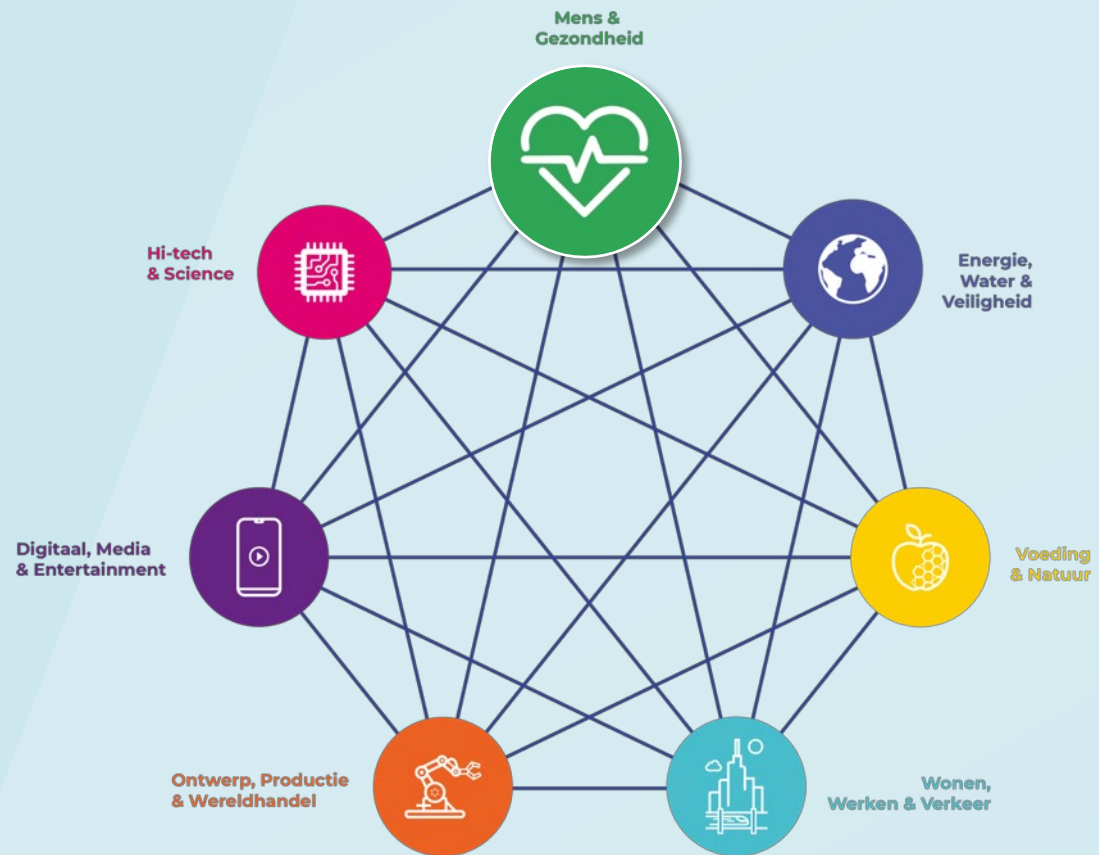 Mens &
Gezondheid
Hi-tech
& Science
Energie,
Water &
Veiligheid
Digitaal, Media
& Entertainment
Voeding
& Natuur
Ontwerp, Productie
& Wereldhandel
Wonen,
Werken & Verkeer